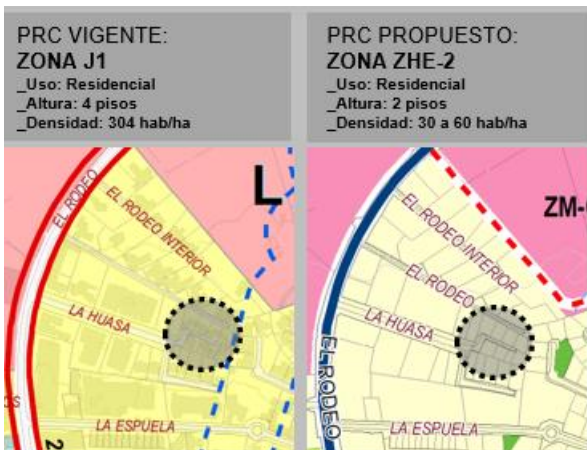 PRC VIGENTE:
ZONA J1
_Uso: Residencial
_Altura: 4 pisos
_Densidad: 304 hab/ha
PRC PROPUESTO:
ZONA ZHE-2
_Uso: Residencial
_Altura: 2 pisos
_Densidad: 30 a 60 hab/ha
EL RODEO
L
EL RODEO INTERIOR
LA HUASA
OS
LA ESPUELA
2
EL RODEO INTERIOR
ZM-
EL RODEO
LA HUASA
EL RODEO
LA ESPUELA